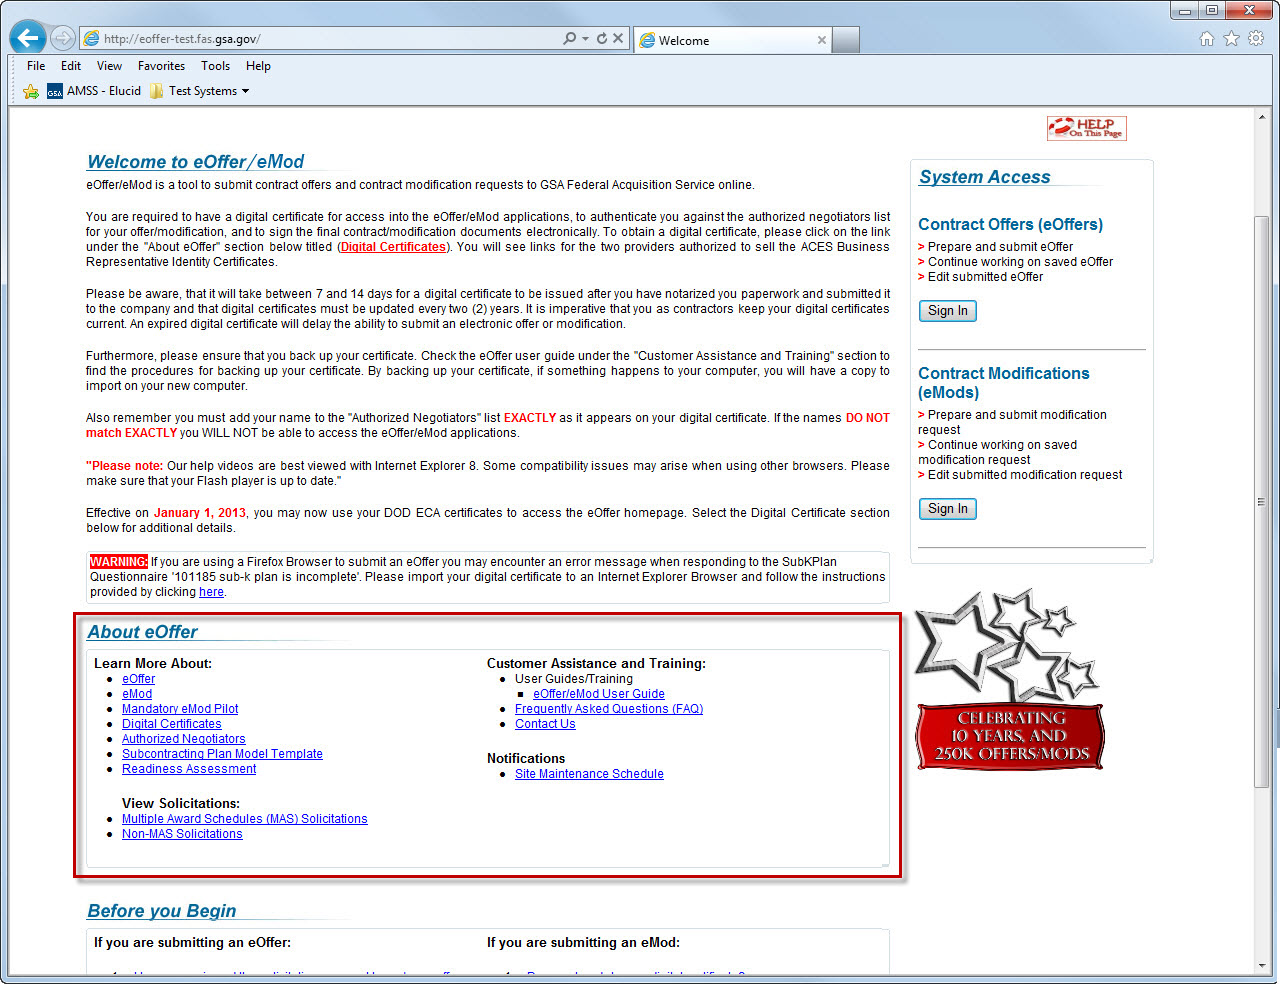 http://eoffer-test.fas.gsa.gov/
Welcome
File Edit View Favorites Tools Help
GSA AMSS - Elucid Test Systems
HELP
On This Page
Welcome to eOffer/eMod
eOffer/eMod is a tool to submit contract offers and contract modification requests to GSA Federal Acquisition Service online.
You are required to have a digital certificate for access into the eOffer/eMod applications, to authenticate you against the authorized negotiators list
for your offer/modification, and to sign the final contract/modification documents electronically. To obtain a digital certificate, please click on the link
under the "About eOffer" section below titled (Digital Certificates). You will see links for the two providers authorized to sell the ACES Business
Representative Identity Certificates.
Please be aware, that it will take between 7 and 14 days for a digital certificate to be issued after you have notarized you paperwork and submitted it
to the company and that digital certificates must be updated every two (2) years. It is imperative that you as contractors keep your digital certificates
current. An expired digital certificate will delay the ability to submit an electronic offer or modification.
Furthermore, please ensure that you back up your certificate. Check the eOffer user guide under the "Customer Assistance and Training" section to
find the procedures for backing up your certificate. By backing up your certificate, if something happens to your computer, you will have a copy to
import on your new computer.
Also remember you must add your name to the "Authorized Negotiators" list EXACTLY as it appears on your digital certificate. If the names DO NOT
match EXACTLY you WILL NOT be able to access the eOffer/eMod applications.
"Please note: Our help videos are best viewed with Internet Explorer 8. Some compatibility issues may arise when using other browsers. Please
make sure that your Flash player is up to date."
Effective on January 1, 2013, you may now use your DOD ECA certificates to access the eOffer homepage. Select the Digital Certificate section
below for additional details.
WARNING: If you are using a Firefox Browser to submit an eOffer you may encounter an error message when responding to the SubKPlan
Questionnaire '101185 sub-k plan is incomplete'. Please import your digital certificate to an Internet Explorer Browser and follow the instructions
provided by clicking here.
About eOffer
Learn More About:
eOffer
eMod
Mandatory eMod Pilot
Digital Certificates
Authorized Negotiators
Subcontracting Plan Model Template
Readiness Assessment
View Solicitations:
Multiple Award Schedules (MAS) Solicitations
Non-MAS Solicitations
Customer Assistance and Training:
User Guides/Training
eOffer/eMod User Guide
Frequently Asked Questions (FAQ)
Contact Us
Notifications
Site Maintenance Schedule
Before you Begin
If you are submitting an eOffer:
If you are submitting an eMod:
System Access
Contract Offers (eOffers)
> Prepare and submit eOffer
> Continue working on saved eOffer
> Edit submitted eOffer
Sign In
Contract Modifications
(eMods)
> Prepare and submit modification
request
> Continue working on saved
modification request
> Edit submitted modification request
Sign In
CELEBRATING
10 YEARS, AND
250K OFFERS/MODS